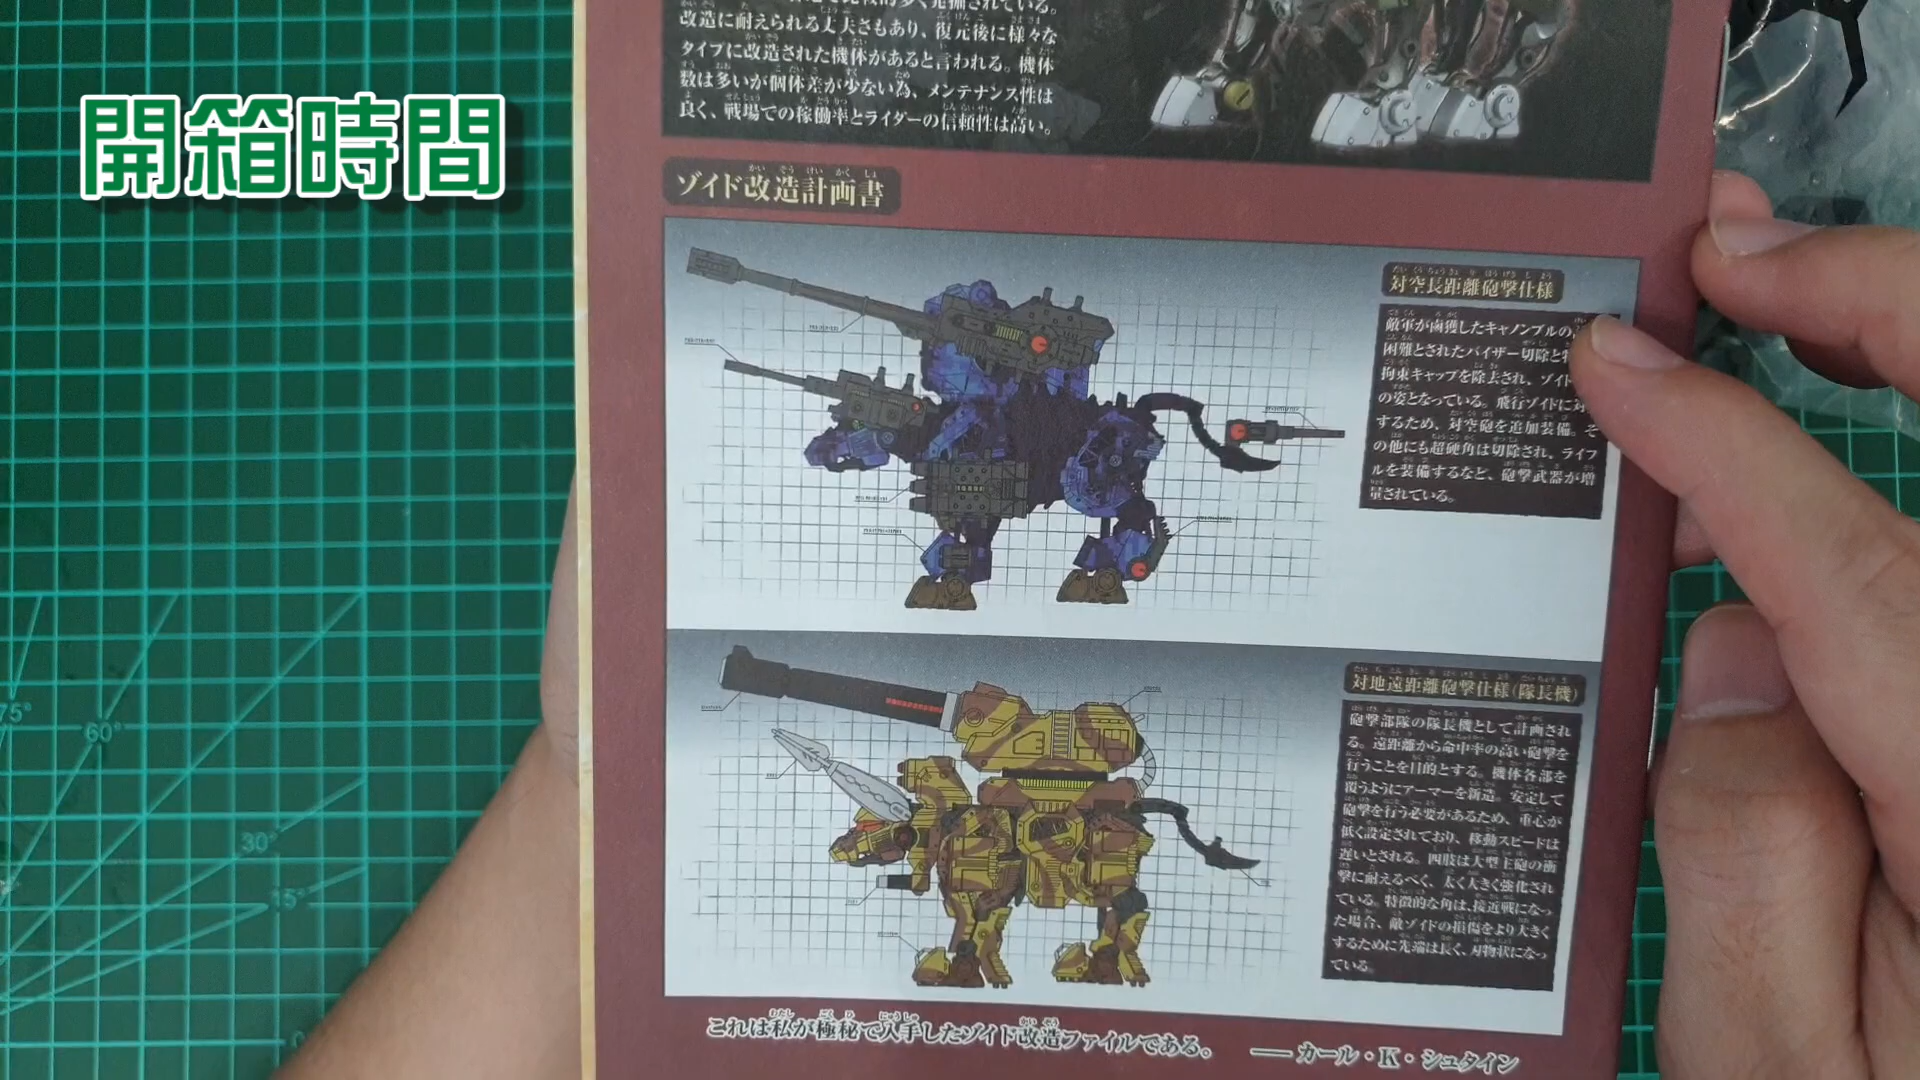 開箱時間
改造に耐えられる丈夫さもあり、復元後に様々な
タイプに改造された機体があると言われる。機体
数は多いが個体差が少ない為、メンテナンス性は
良く、戦場での稼働率とライダーの信頼性は高い。
ゾイド改造計画書
対空長距離砲撃仕様
敵軍が鹵獲したキャノンブルの
困難とされたバイザー切除と
拘束キャップを除去され、ゾイド
の姿となっている。飛行ゾイドに対
するため、対空砲を追加装備。そ
の他にも超硬角は切除され、ライフ
ルを装備するなど、砲撃武器が増
量されている。
対地遠距離砲撃仕様(隊長機)
砲撃部隊の隊長機として計画され
る。遠距離から命中率の高い砲撃を
行うことを目的とする。機体各部を
覆うようにアーマーを新造。安定して
砲撃を行う必要があるため、重心が
低く設定されており、移動スピードは
遅いとされる。四肢は大型主砲の衝
撃に耐えるべく、太く大きく強化され
ている。特徴的な角は、接近戦になっ
た場合、敵ゾイドの損傷をより大きく
するために先端は長く、刃物状になっ
ている。
これは私が極秘で入手したゾイド改造ファイルである。 ── カール・K・シュタイン
75°
60°
30°
15°